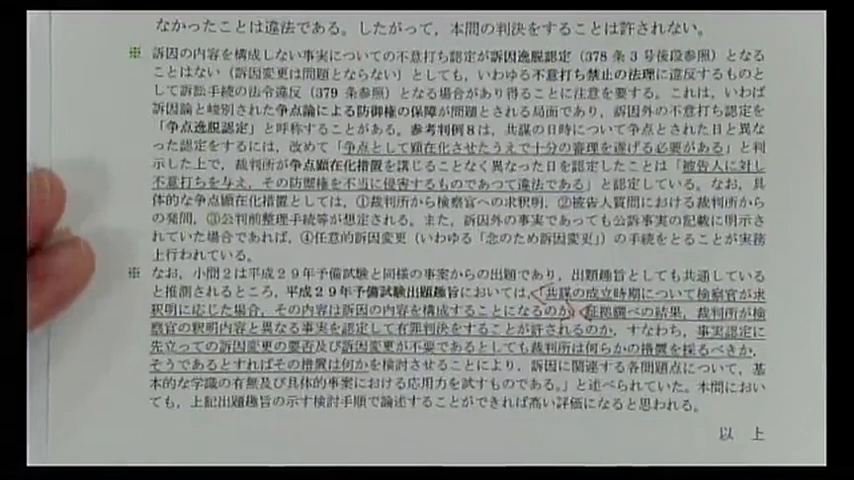 なかったことは違法である。したがって，本間の判決をすることは許されない。
※ 訴因の内容を構成しない事実についての不意打ち認定が訴因逸脱認定（378 条 3 号後段参照）となる
ことはない（訴因変更は問題とならない）としても，いわゆる不意打ち禁止の法理に違反するものと
して訴訟手続の法令違反（379 条参照）となる場合があり得ることに注意を要する。これは，いわば
訴因論と峻別された争点論による防御権の保障が問題とされる局面であり，訴因外の不意打ち認定を
「争点逸脱認定」と呼称することがある。参考判例８は，共謀の日時について争点とされた日と異な
った認定をするには，改めて「争点として顕在化させたうえで十分の審理を遂げる必要がある」と判
示した上で，裁判所が争点顕在化措置を講じることなく異なった日を認定したことは「被告人に対し
不意打ちを与え，その防禦権を不当に侵害するものであつて違法である」と認定している。なお，具
体的な争点顕在化措置としては，①裁判所から検察官への求釈明，②被告人質問における裁判所から
の発問，③公判前整理手続等が想定される。また，訴因外の事実であっても公訴事実の記載に明示さ
れていた場合であれば，④任意的訴因変更（いわゆる「念のため訴因変更」）の手続をとることが実務
上行われている。
※ なお，小問２は平成２９年予備試験と同様の事案からの出題であり，出題趣旨としても共通している
と推測されるところ，平成２９年予備試験出題趣旨においては，「共謀の成立時期について検察官が求
釈明に応じた場合，その内容は訴因の内容を構成することになるのか，証拠調べの結果，裁判所が検
察官の釈明内容と異なる事実を認定して有罪判決をすることが許されるのか，すなわち，事実認定に
先立っての訴因変更の要否及び訴因変更が不要であるとしても裁判所は何らかの措置を採るべきか，
そうであるとすればその措置は何かを検討させることにより，訴因に関連する各問題点について，基
本的な学識の有無及び具体的事案における応用力を試すものである。」と述べられていた。本問におい
ても，上記出題趣旨の示す検討手順で論述することができれば高い評価になると思われる。
以　上